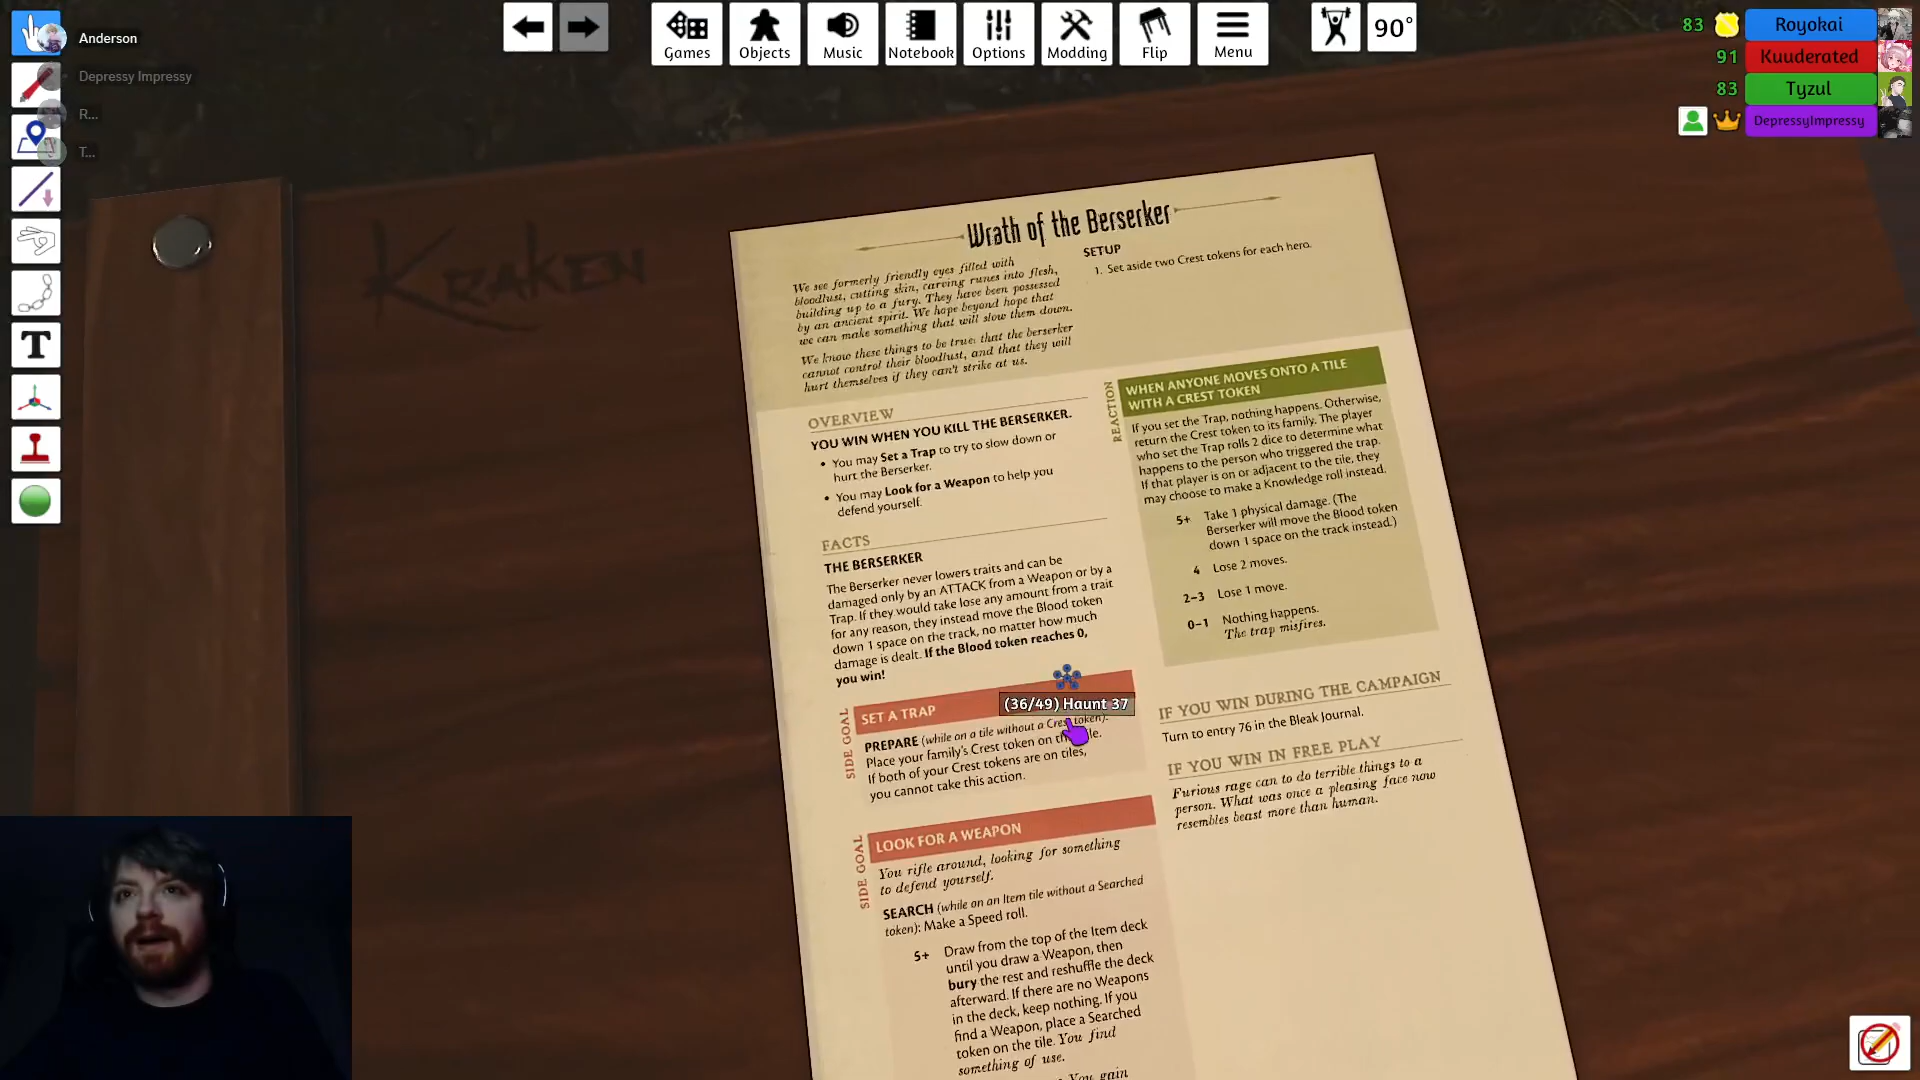 Anderson
Depressy Impressy
R...
T...
Games
Objects
Music
Notebook
Options
Modding
Flip
Menu
90°
83
Royokai
91
Kuuderated
83
Tyzul
DepressyImpressy
KRAKEN
Wrath of the Berserker
We see formerly friendly eyes filled with
bloodlust, cutting skin, carving runes into flesh,
building up to a fury. They have been possessed
by an ancient spirit. We hope beyond hope that
we can make something that will slow them down.
We know these things to be true: that the berserker
cannot control their bloodlust, and that they will
hurt themselves if they can't strike at us.
SETUP
1. Set aside two Crest tokens for each hero.
OVERVIEW
YOU WIN WHEN YOU KILL THE BERSERKER.
• You may Set a Trap to try to slow down or
hurt the Berserker.
• You may Look for a Weapon to help you
defend yourself.
FACTS
THE BERSERKER
The Berserker never lowers traits and can be
damaged only by an ATTACK from a Weapon or by a
Trap. If they would take lose any amount from a trait
for any reason, they instead move the Blood token
down 1 space on the track, no matter how much
damage is dealt. If the Blood token reaches 0,
you win!
SIDE GOAL
SET A TRAP
(36/49) Haunt 37
PREPARE (while on a tile without a Crest token):
Place your family's Crest token on tile.
If both of your Crest tokens are on tiles,
you cannot take this action.
SIDE GOAL
LOOK FOR A WEAPON
You rifle around, looking for something
to defend yourself.
SEARCH (while on an Item tile without a Searched
token): Make a Speed roll.
5+ Draw from the top of the Item deck
until you draw a Weapon, then
bury the rest and reshuffle the deck
afterward. If there are no Weapons
in the deck, keep nothing. If you
find a Weapon, place a Searched
token on the tile. You find
something of use.
You gain
REACTION
WHEN ANYONE MOVES ONTO A TILE
WITH A CREST TOKEN
If you set the Trap, nothing happens. Otherwise,
return the Crest token to its family. The player
who set the Trap rolls 2 dice to determine what
happens to the person who triggered the trap.
If that player is on or adjacent to the tile, they
may choose to make a Knowledge roll instead.
5+ Take 1 physical damage. (The
Berserker will move the Blood token
down 1 space on the track instead.)
4 Lose 2 moves.
2–3 Lose 1 move.
0–1 Nothing happens.
The trap misfires.
IF YOU WIN DURING THE CAMPAIGN
Turn to entry 76 in the Bleak Journal.
IF YOU WIN IN FREE PLAY
Furious rage can to do terrible things to a
person. What was once a pleasing face now
resembles beast more than human.